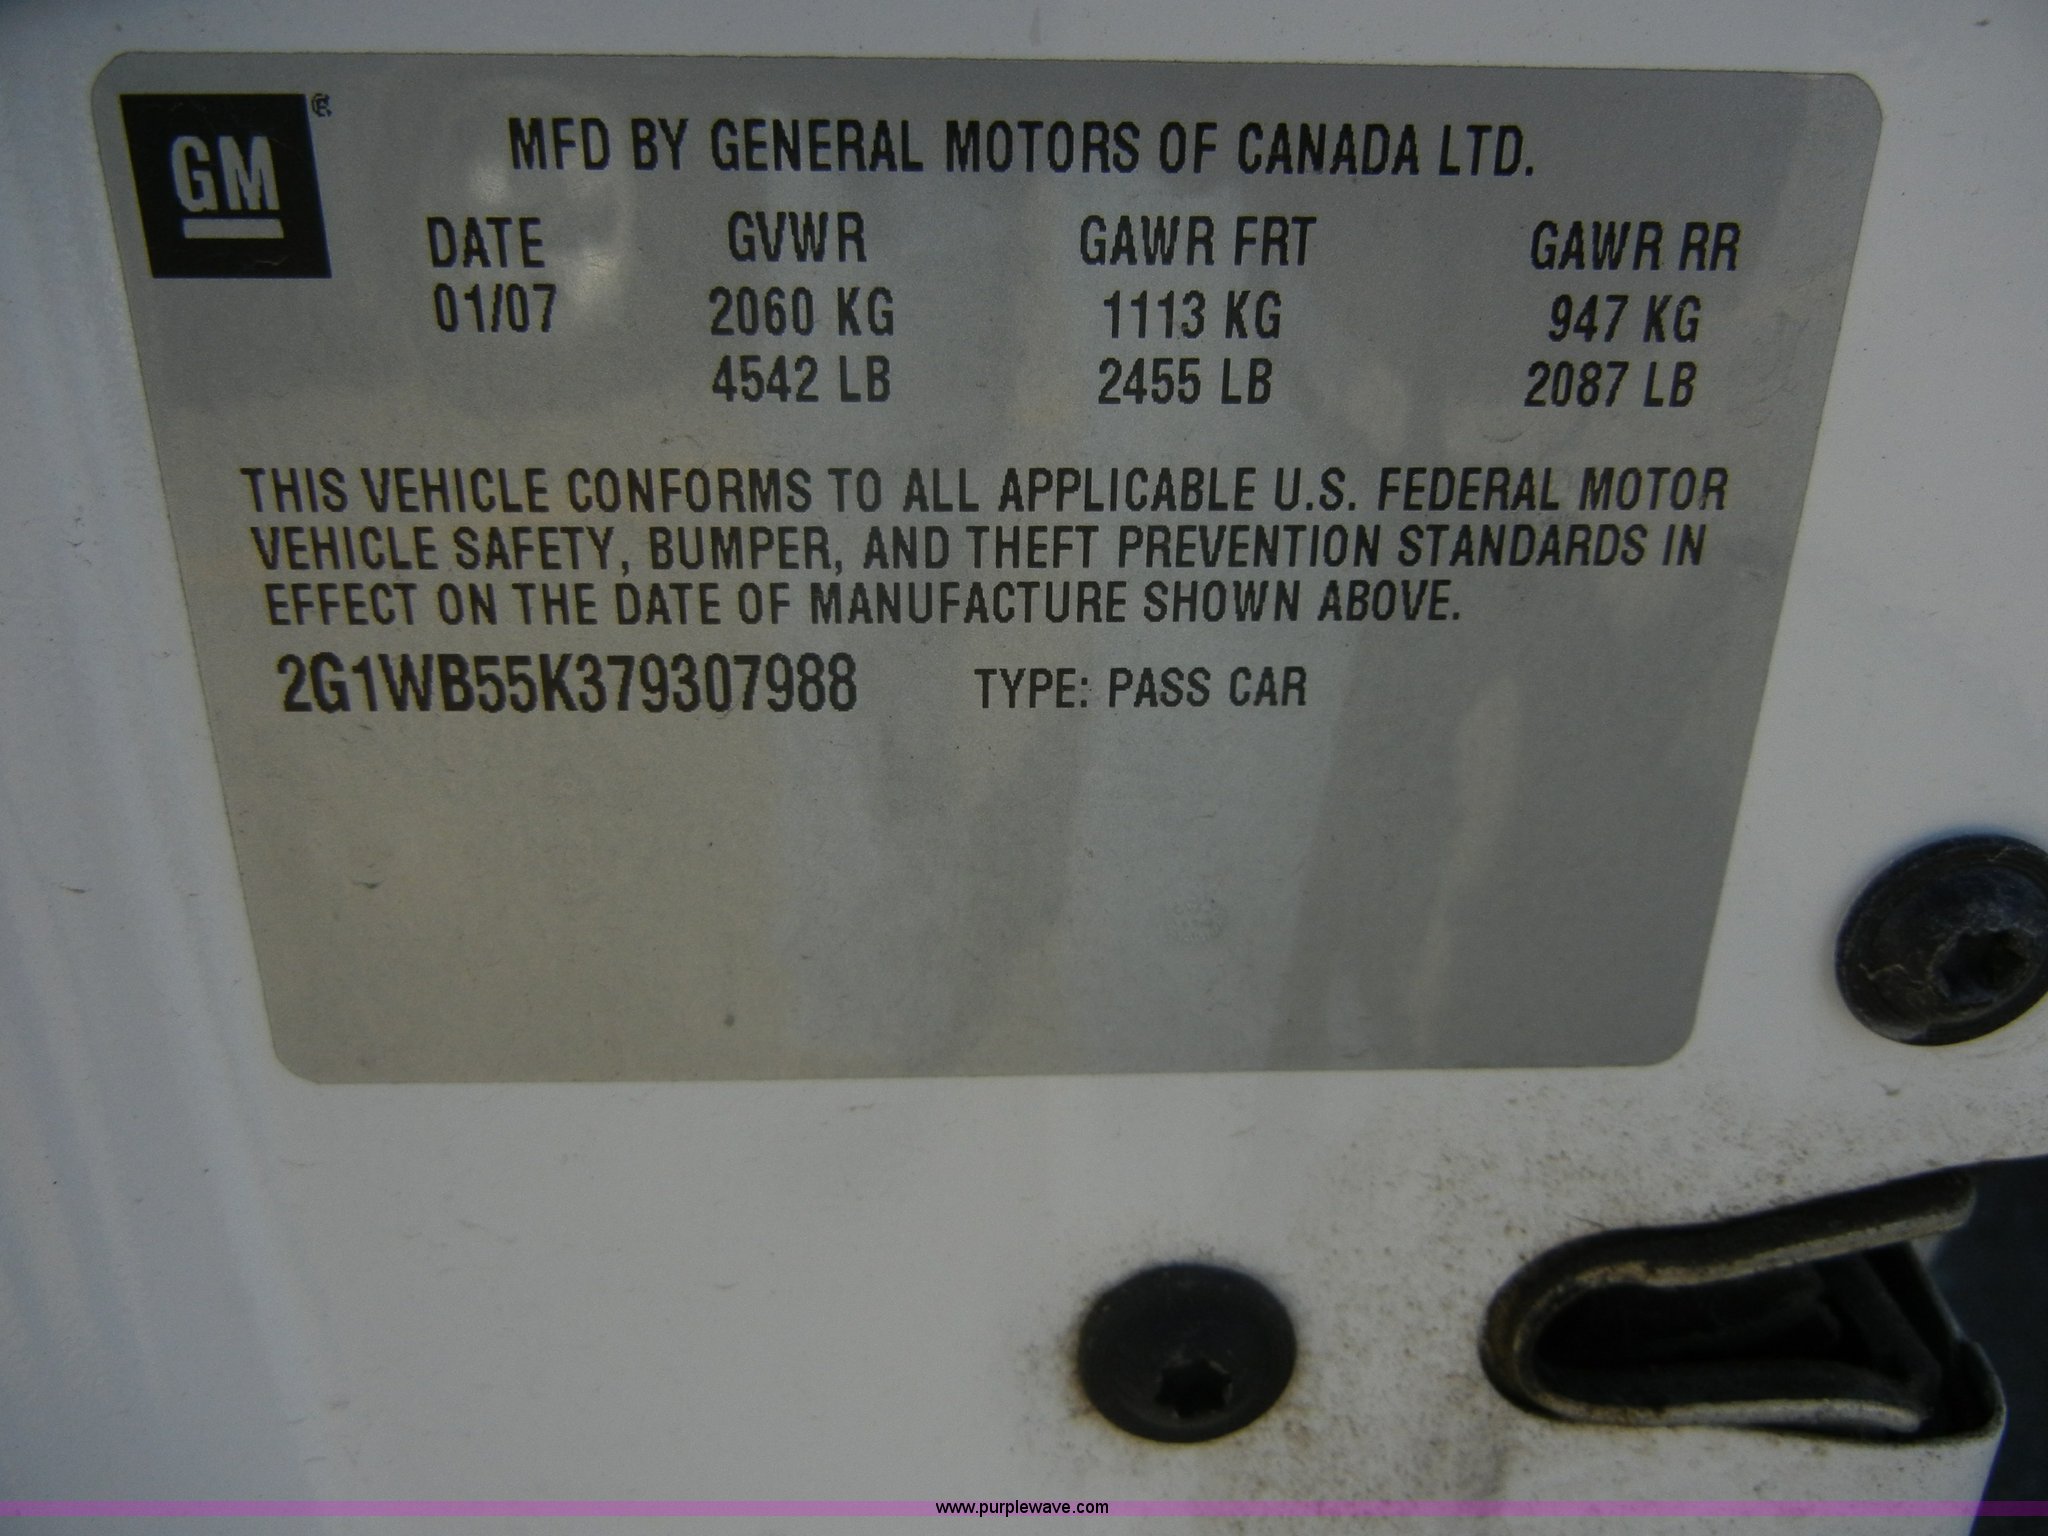 GM
MFD BY GENERAL MOTORS OF CANADA LTD.
DATE GVWR GAWR FRT GAWR RR
01/07 2060 KG 1113 KG 947 KG
4542 LB 2455 LB 2087 LB
THIS VEHICLE CONFORMS TO ALL APPLICABLE U.S. FEDERAL MOTOR
VEHICLE SAFETY, BUMPER, AND THEFT PREVENTION STANDARDS IN
EFFECT ON THE DATE OF MANUFACTURE SHOWN ABOVE.
2G1WB55K379307988 TYPE: PASS CAR
www.purplewave.com